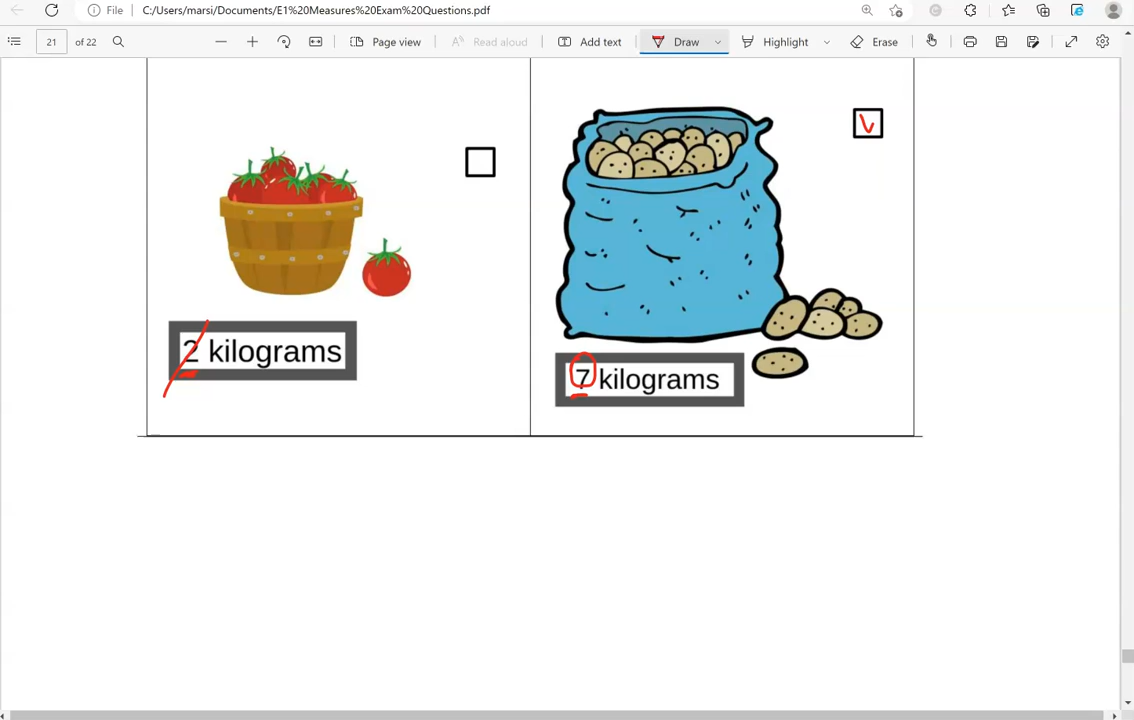 File C:/Users/marsi/Documents/E1%20Measures%20Exam%20Questions.pdf
21 of 22 Page view Read aloud Add text Draw Highlight Erase
2 kilograms
7 kilograms